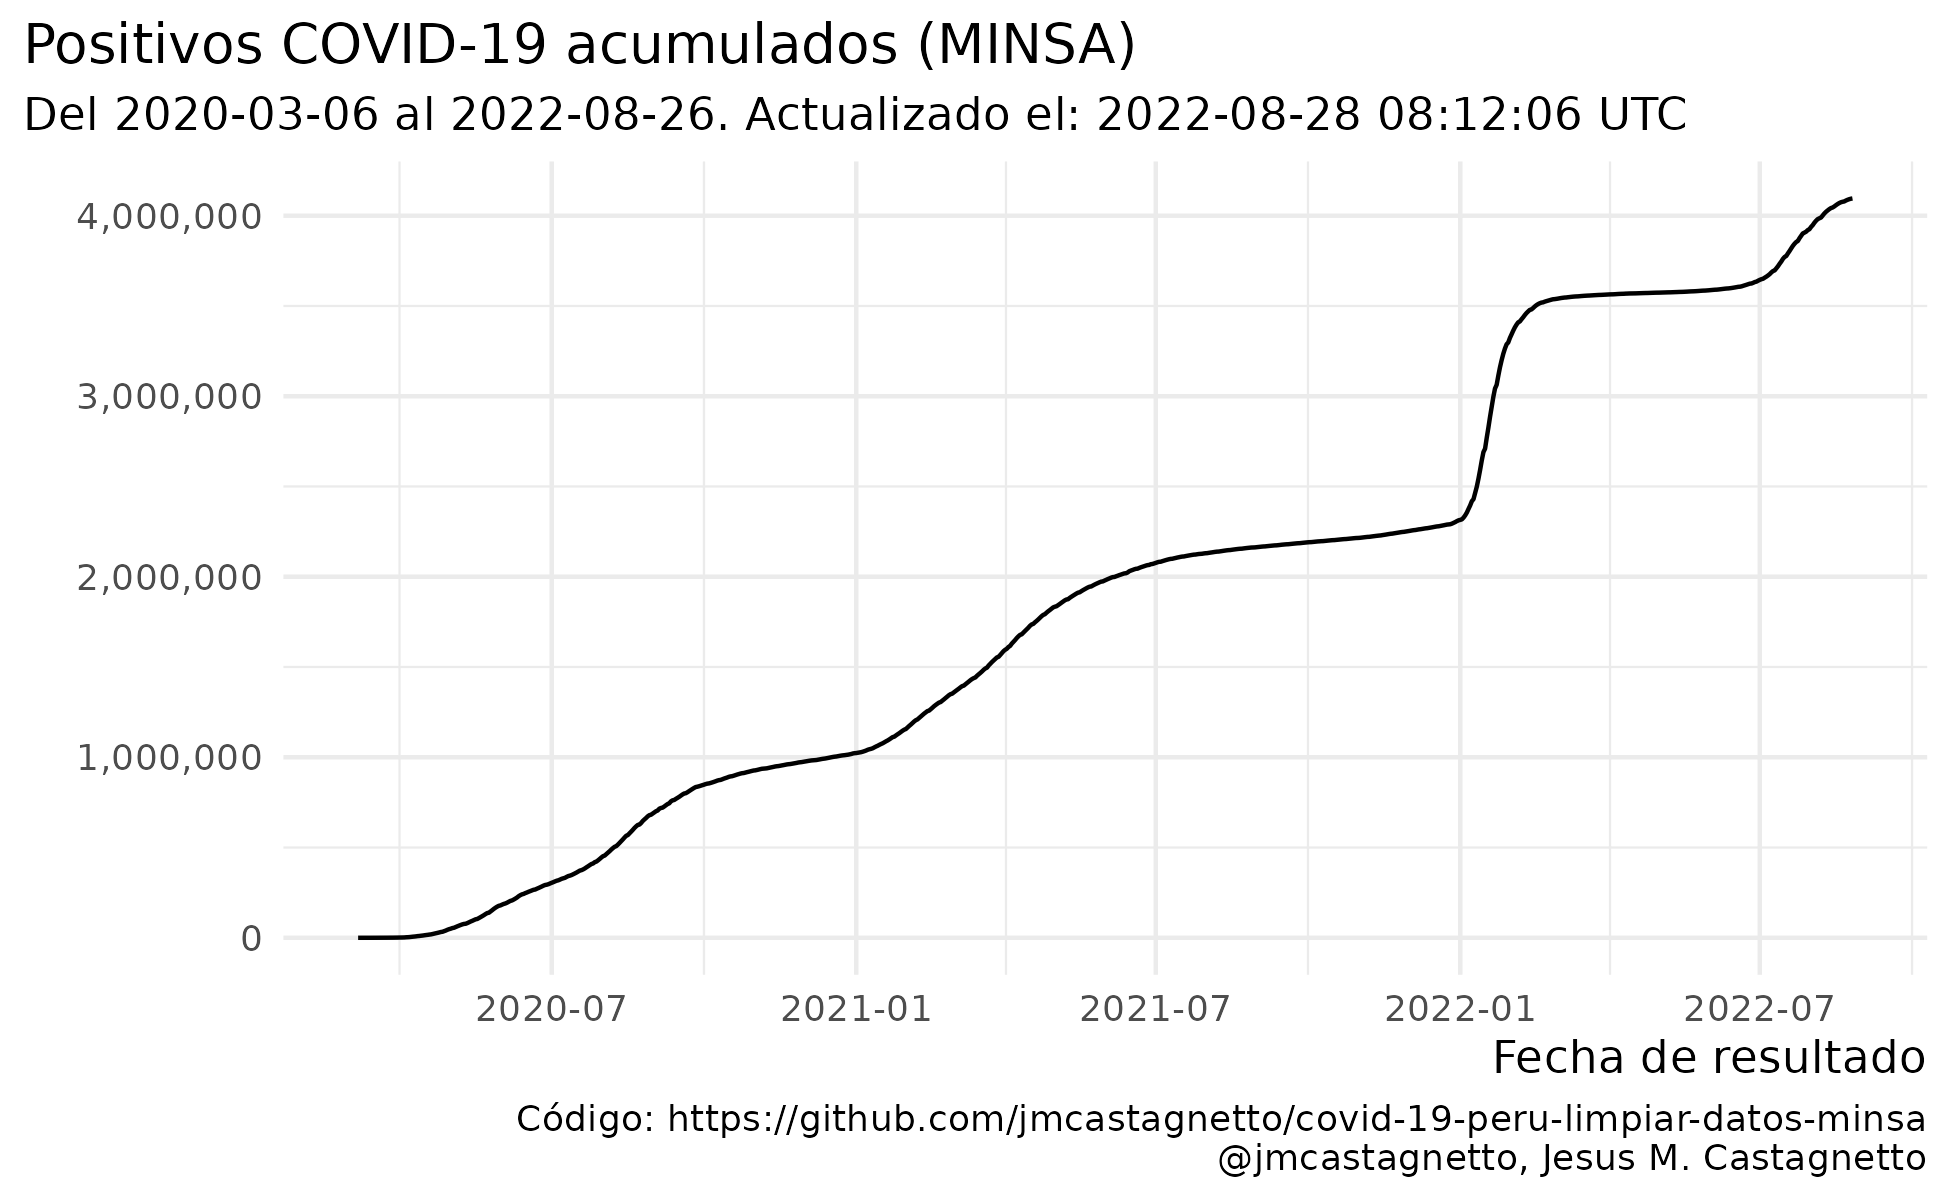 Positivos COVID-19 acumulados (MINSA)
Del 2020-03-06 al 2022-08-26. Actualizado el: 2022-08-28 08:12:06 UTC
4,000,000
3,000,000
2,000,000
1,000,000
0
2020-07 2021-01 2021-07 2022-01 2022-07
Fecha de resultado
Código: https://github.com/jmcastagnetto/covid-19-peru-limpiar-datos-minsa
@jmcastagnetto, Jesus M. Castagnetto